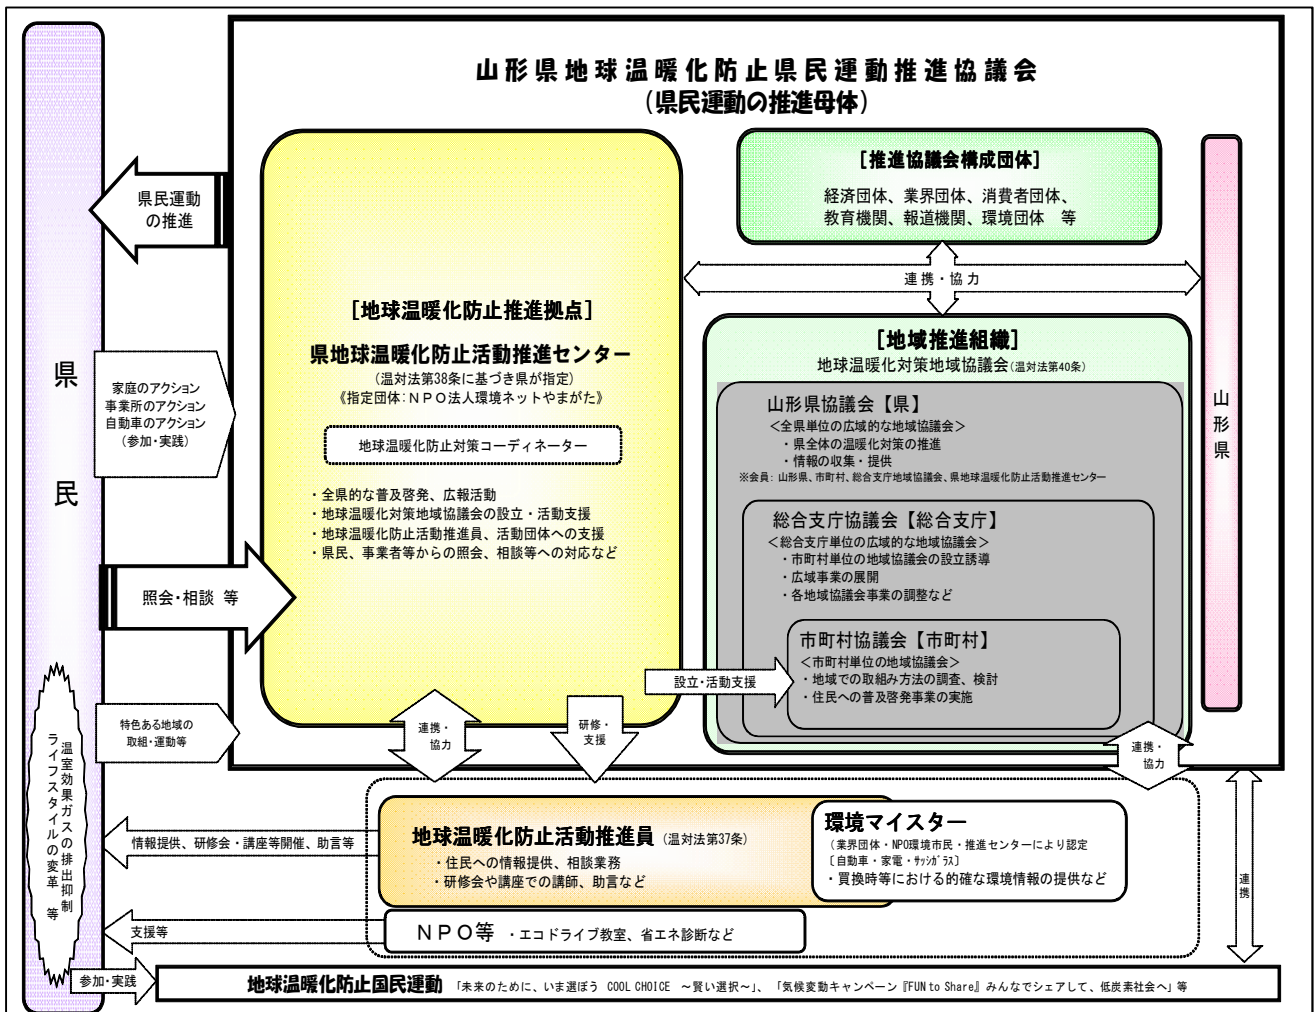 山形県地球温暖化防止県民運動推進協議会
(県民運動の推進母体)
県民運動
の推進
[推進協議会構成団体]
経済団体、業界団体、消費者団体、
教育機関、報道機関、環境団体 等
連携・協力
[地球温暖化防止推進拠点]
県地球温暖化防止活動推進センター
(温対法第38条に基づき県が指定)
《指定団体:NPO法人環境ネットやまがた》
地球温暖化防止対策コーディネーター
・全県的な普及啓発、広報活動
・地球温暖化対策地域協議会の設立・活動支援
・地球温暖化防止活動推進員、活動団体への支援
・県民、事業者等からの照会、相談等への対応など
[地域推進組織]
地球温暖化対策地域協議会(温対法第40条)
山形県協議会【県】
<全県単位の広域的な地域協議会>
・県全体の温暖化対策の推進
・情報の収集・提供
※会員:山形県、市町村、総合支庁地域協議会、県地球温暖化防止活動推進センター
総合支庁協議会【総合支庁】
<総合支庁単位の広域的な地域協議会>
・市町村単位の地域協議会の設立誘導
・広域事業の展開
・各地域協議会事業の調整など
市町村協議会【市町村】
<市町村単位の地域協議会>
・地域での取組み方法の調査、検討
・住民への普及啓発事業の実施
山形県
県民
家庭のアクション
事業所のアクション
自動車のアクション
(参加・実践)
照会・相談 等
設立・活動支援
特色ある地域の
取組・運動等
連携・
協力
研修・
支援
連携・
協力
温室効果ガスの排出抑制
ライフスタイルの変革 等
情報提供、研修会・講座等開催、助言等
地球温暖化防止活動推進員 (温対法第37条)
・住民への情報提供、相談業務
・研修会や講座での講師、助言など
環境マイスター
(業界団体・NPO環境市民・推進センターにより認定
〔自動車・家電・サッシガラス〕
・買換時等における的確な環境情報の提供など
連携
支援等
NPO等 ・エコドライブ教室、省エネ診断など
参加・実践
地球温暖化防止国民運動 「未来のために、いま選ぼう COOL CHOICE ~賢い選択~」、「気候変動キャンペーン『FUN to Share』みんなでシェアして、低炭素社会へ」等